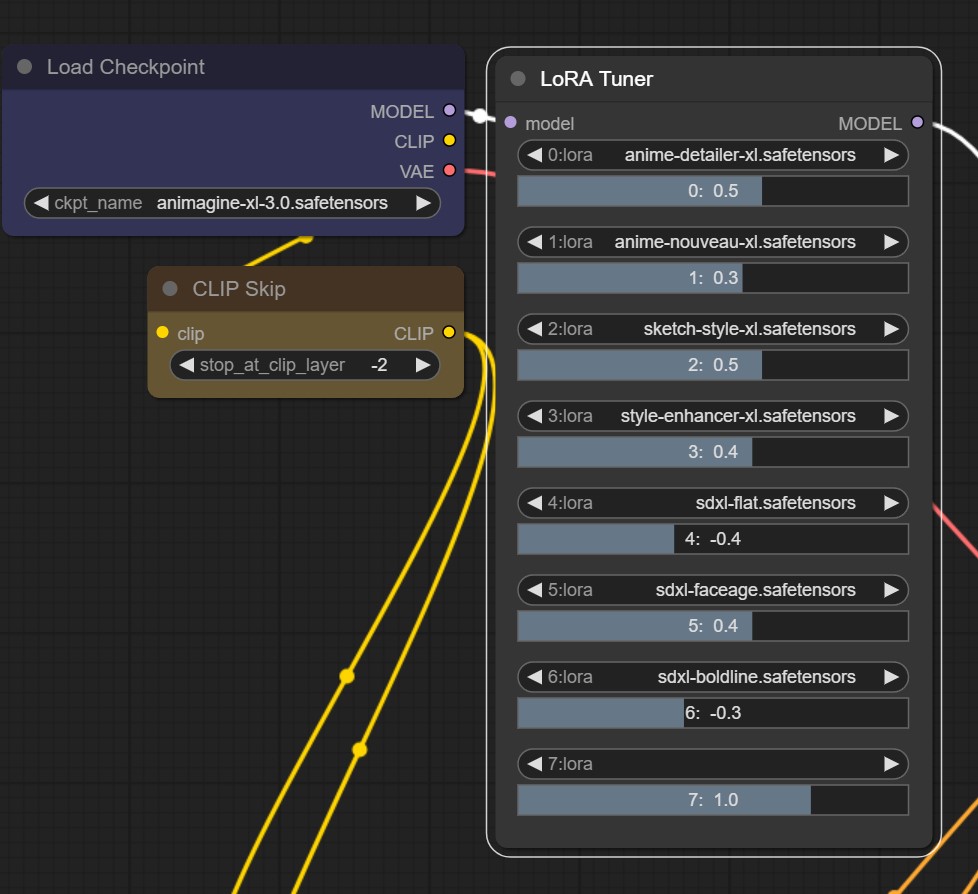 Load Checkpoint
MODEL
CLIP
VAE
ckpt_name animagine-xl-3.0.safetensors
CLIP Skip
clip CLIP
stop_at_clip_layer -2
LoRA Tuner
model MODEL
0:lora anime-detailer-xl.safetensors
0: 0.5
1:lora anime-nouveau-xl.safetensors
1: 0.3
2:lora sketch-style-xl.safetensors
2: 0.5
3:lora style-enhancer-xl.safetensors
3: 0.4
4:lora sdxl-flat.safetensors
4: -0.4
5:lora sdxl-faceage.safetensors
5: 0.4
6:lora sdxl-boldline.safetensors
6: -0.3
7:lora
7: 1.0